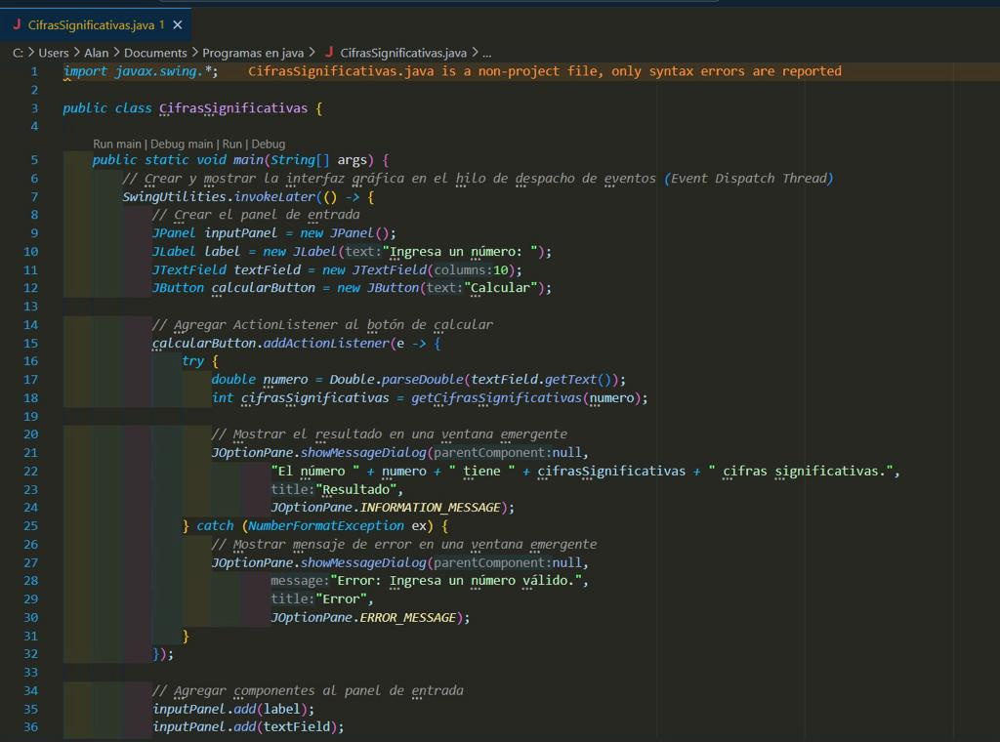 J CifrasSignificativas.java 1 ×
C: > Users > Alan > Documents > Programas en java > J CifrasSignificativas.java > ...
1 import javax.swing.*; CifrasSignificativas.java is a non-project file, only syntax errors are reported
2
3 public class CifrasSignificativas {
4
Run main | Debug main | Run | Debug
5 public static void main(String[] args) {
6 // Crear y mostrar la interfaz gráfica en el hilo de despacho de eventos (Event Dispatch Thread)
7 SwingUtilities.invokeLater(() -> {
8 // Crear el panel de entrada
9 JPanel inputPanel = new JPanel();
10 JLabel label = new JLabel(text:"Ingresa un número: ");
11 JTextField textField = new JTextField(columns:10);
12 JButton calcularButton = new JButton(text:"Calcular");
13
14 // Agregar ActionListener al botón de calcular
15 calcularButton.addActionListener(e -> {
16 try {
17 double numero = Double.parseDouble(textField.getText());
18 int cifrasSignificativas = getCifrasSignificativas(numero);
19
20 // Mostrar el resultado en una ventana emergente
21 JOptionPane.showMessageDialog(parentComponent:null,
22 "El número " + numero + " tiene " + cifrasSignificativas + " cifras significativas.",
23 title:"Resultado",
24 JOptionPane.INFORMATION_MESSAGE);
25 } catch (NumberFormatException ex) {
26 // Mostrar mensaje de error en una ventana emergente
27 JOptionPane.showMessageDialog(parentComponent:null,
28 message:"Error: Ingresa un número válido.",
29 title:"Error",
30 JOptionPane.ERROR_MESSAGE);
31 }
32 });
33
34 // Agregar componentes al panel de entrada
35 inputPanel.add(label);
36 inputPanel.add(textField);